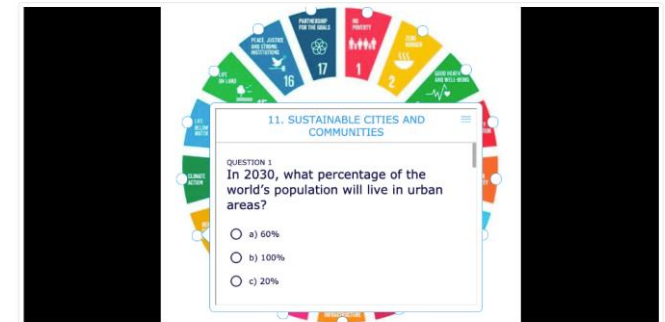 PARTNERSHIP
FOR THE GOALS
17
NO
POVERTY
1
ZERO
HUNGER
2
PEACE, JUSTICE
AND STRONG
INSTITUTIONS
16
GOOD HEALTH
AND WELL-BEING
LIFE
ON LAND
15
LIFE
BELOW
WATER
CLIMATE
ACTION
11. SUSTAINABLE CITIES AND
COMMUNITIES
QUESTION 1
In 2030, what percentage of the
world’s population will live in urban
areas?
a) 60%
b) 100%
c) 20%
INFRASTRUCTURE